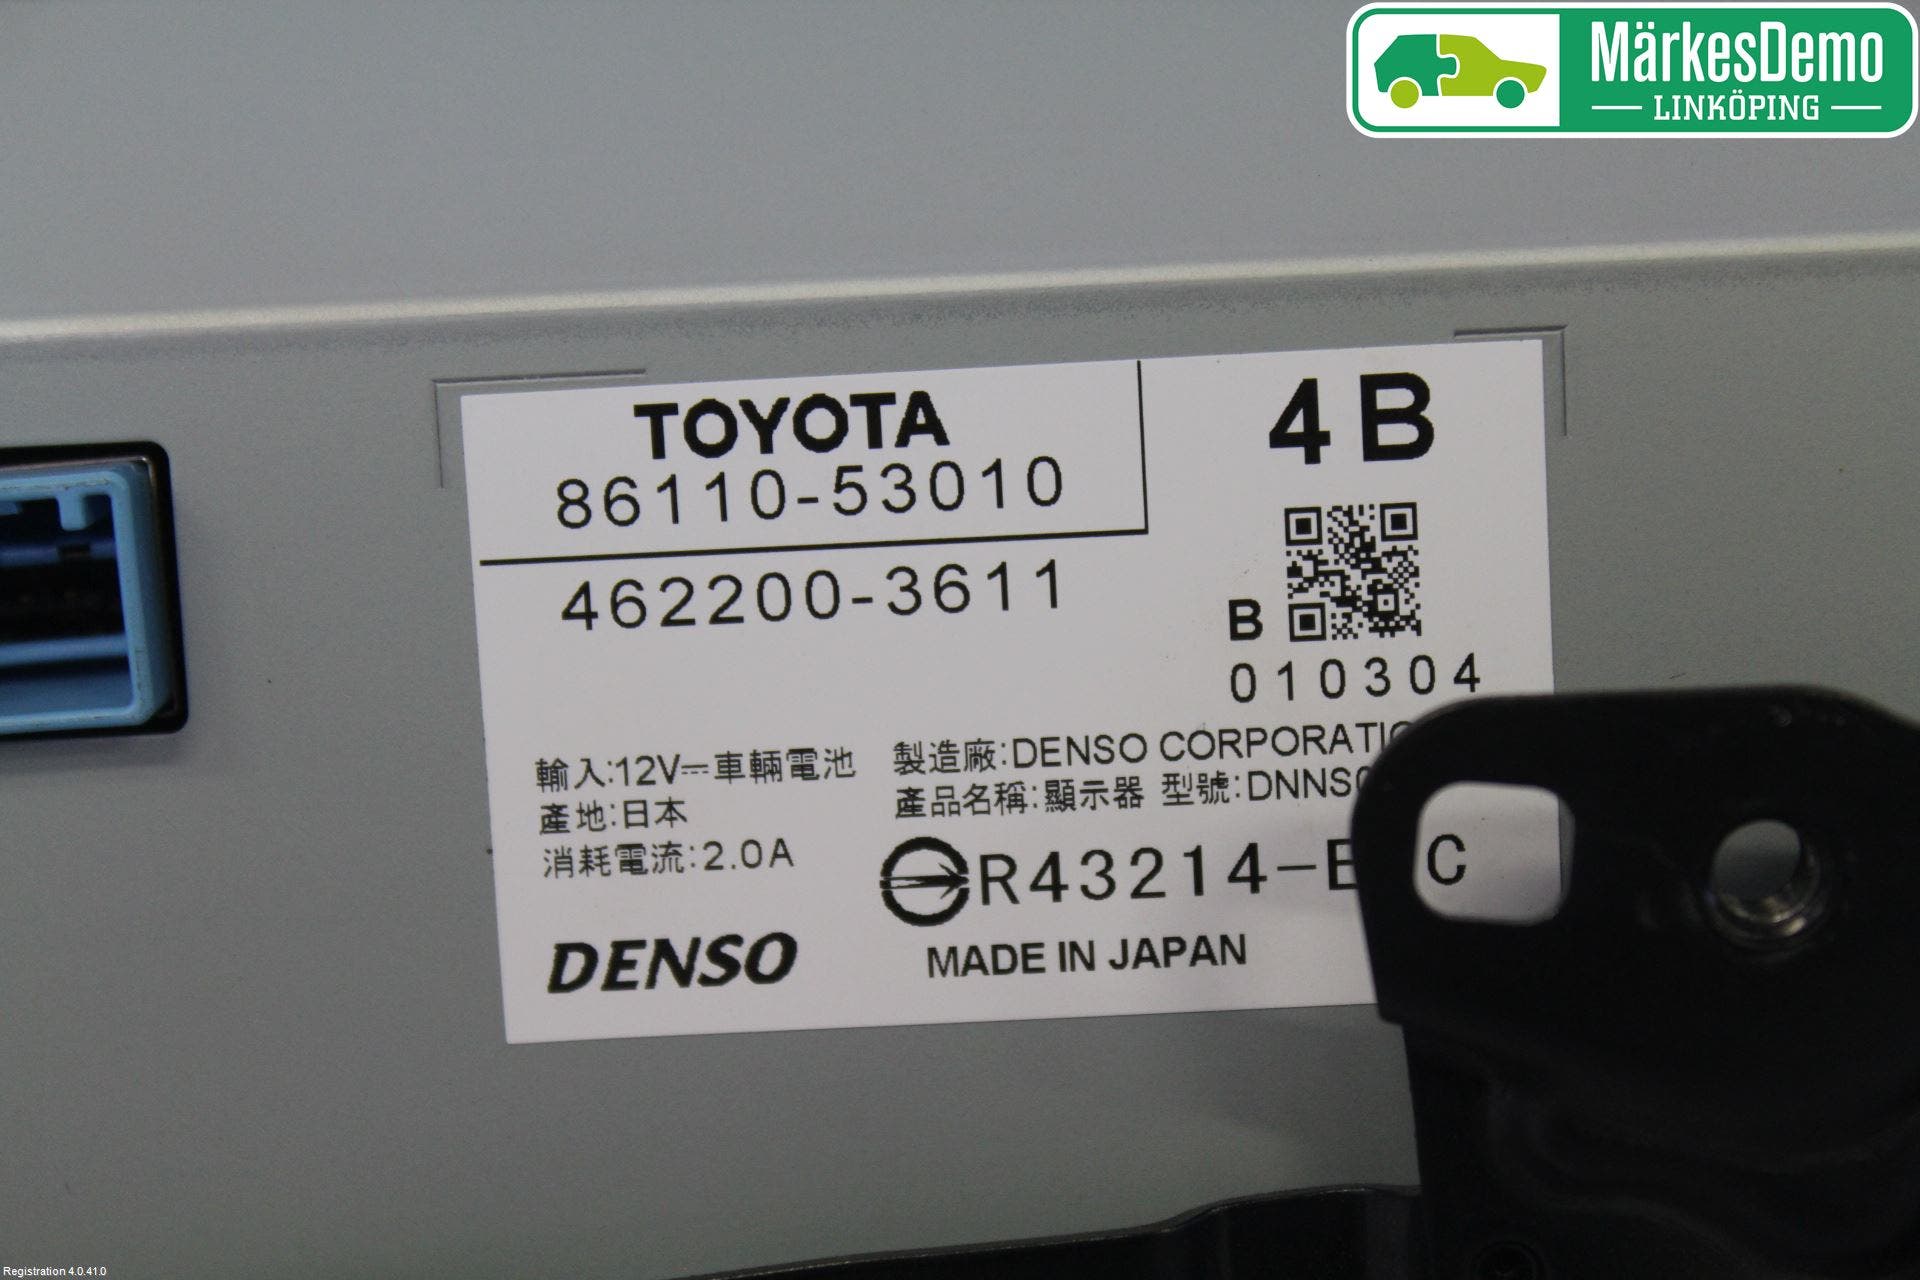 MärkesDemo
LINKÖPING
TOYOTA
86110-53010
462200-3611
4B
B
010304
輸入:12V⎓車輛電池
產地:日本
消耗電流:2.0A
製造廠:DENSO
產品名稱:顯示器 型號:
R43214-
C
DENSO
MADE IN JAPAN
Registration 4.0.41.0